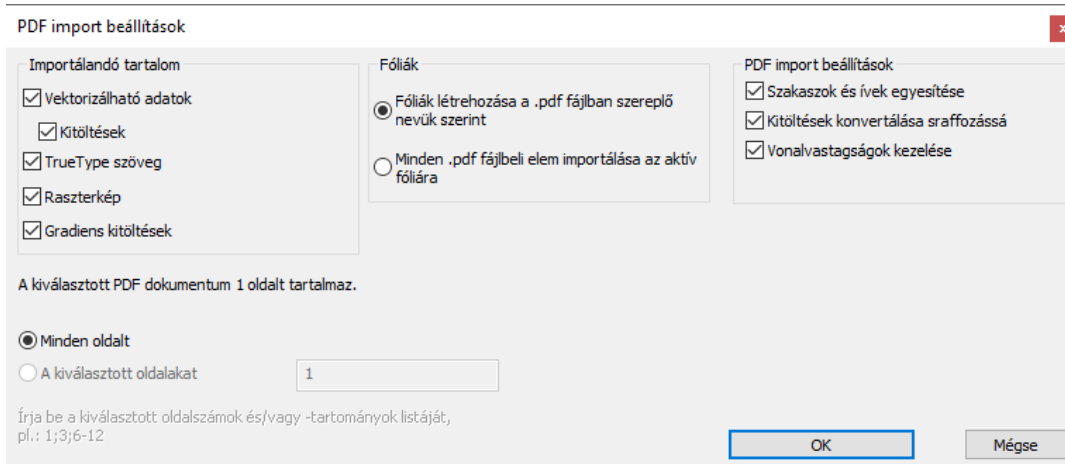 PDF import beállítások
x
Importálandó tartalom
Vektorizálható adatok
Kitöltések
TrueType szöveg
Raszterkép
Gradiens kitöltések
Fóliák
Fóliák létrehozása a .pdf fájlban szereplő
nevük szerint
Minden .pdf fájlbeli elem importálása az aktív
fóliára
PDF import beállítások
Szakaszok és ívek egyesítése
Kitöltések konvertálása sraffozássá
Vonalvastagságok kezelése
A kiválasztott PDF dokumentum 1 oldalt tartalmaz.
Minden oldalt
A kiválasztott oldalakat
1
Írja be a kiválasztott oldalszámok és/vagy -tartományok listáját,
pl.: 1;3;6-12
OK
Mégse